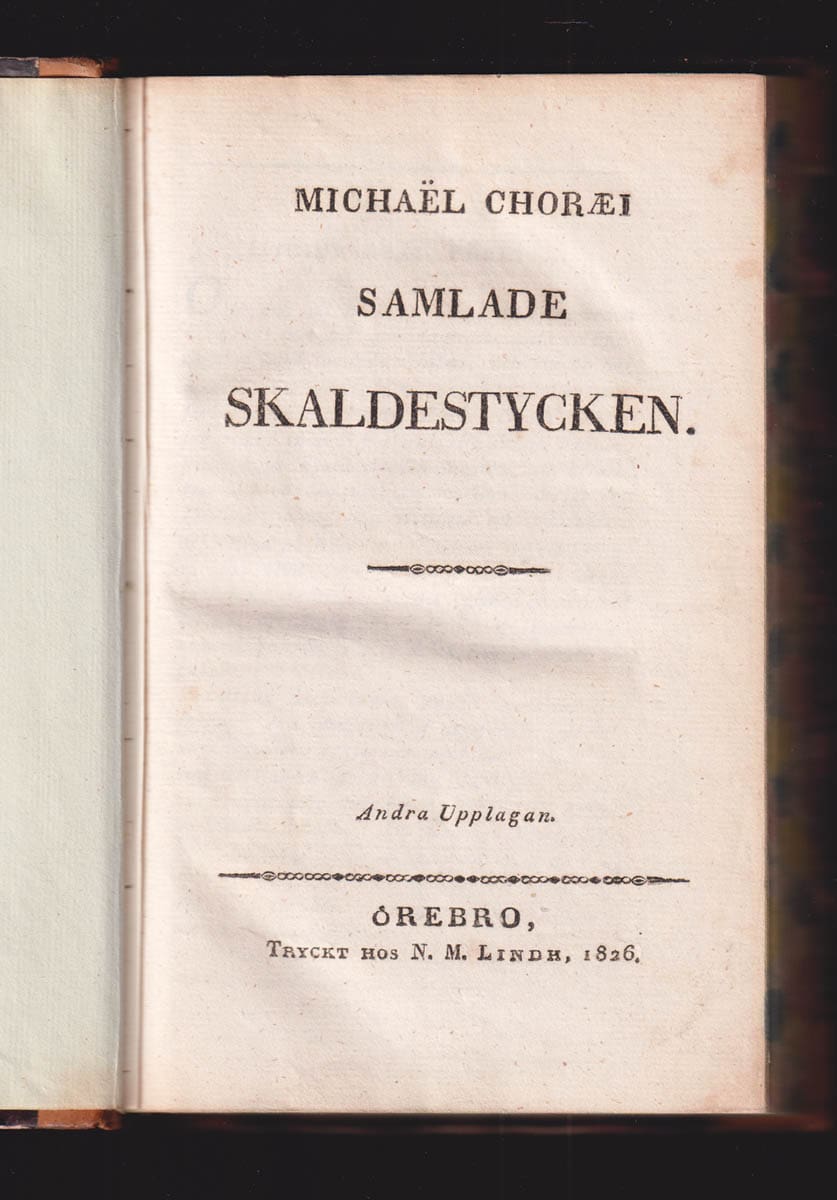 MICHAËL CHORÆI
SAMLADE
SKALDESTYCKEN.
Andra Upplagan.
ÖREBRO,
TRYCKT HOS N. M. LINDH, 1826.